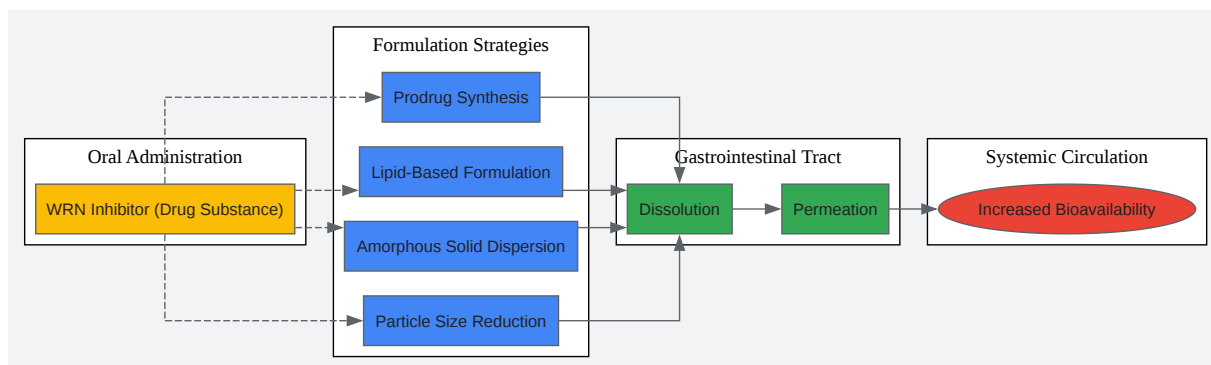 Formulation Strategies
Prodrug Synthesis
Oral Administration
Gastrointestinal Tract
Systemic Circulation
Lipid-Based Formulation
WRN Inhibitor (Drug Substance)
Dissolution
Permeation
Increased Bioavailability
Amorphous Solid Dispersion
Particle Size Reduction